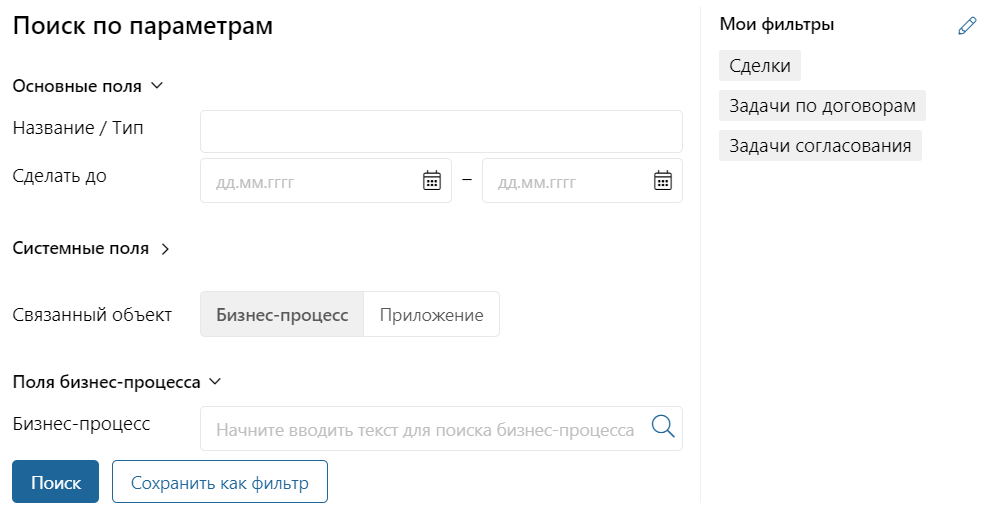 Поиск по параметрам
Основные поля
Название / Тип
Сделать до
дд.мм.гггг – дд.мм.гггг
Системные поля
Связанный объект
Бизнес-процесс Приложение
Поля бизнес-процесса
Бизнес-процесс
Начните вводить текст для поиска бизнес-процесса
Поиск Сохранить как фильтр
Мои фильтры
Сделки
Задачи по договорам
Задачи согласования